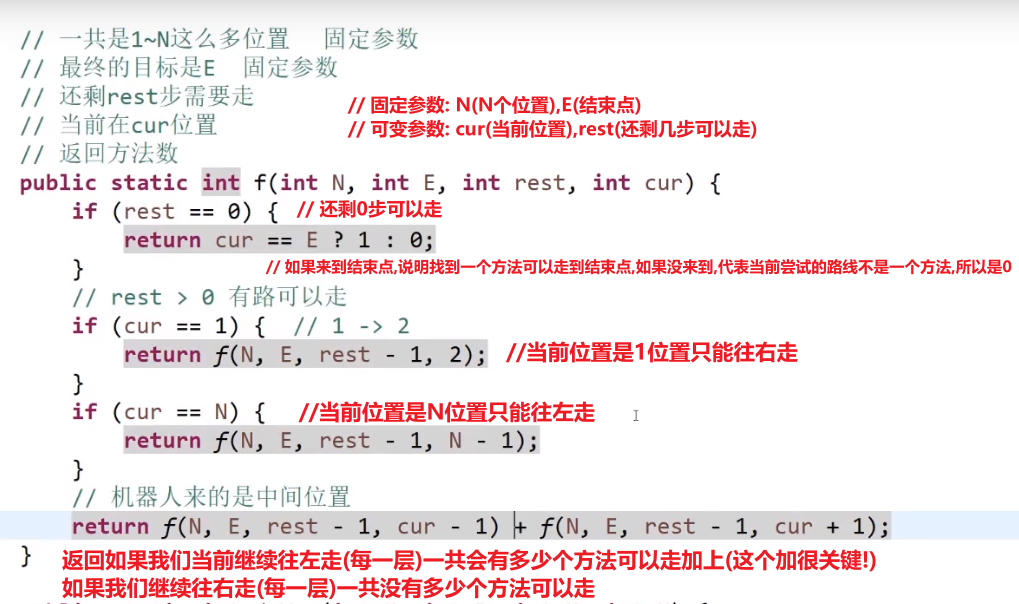 // 一共是1~N这么多位置 固定参数
// 最终的目标是E 固定参数
// 还剩rest步需要走
// 固定参数: N(N个位置),E(结束点)
// 当前在cur位置
// 可变参数: cur(当前位置),rest(还剩几步可以走)
// 返回方法数
public static int f(int N, int E, int rest, int cur) {
if (rest == 0) { // 还剩0步可以走
return cur == E ? 1 : 0;
}
// 如果来到结束点,说明找到一个方法可以走到结束点,如果没来到,代表当前尝试的路线不是一个方法,所以是0
// rest > 0 有路可以走
if (cur == 1) { // 1 -> 2
return f(N, E, rest - 1, 2); //当前位置是1位置只能往右走
}
if (cur == N) { //当前位置是N位置只能往左走
return f(N, E, rest - 1, N - 1);
}
// 机器人来的是中间位置
return f(N, E, rest - 1, cur - 1) + f(N, E, rest - 1, cur + 1);
}
返回如果我们当前继续往左走(每一层)一共会有多少个方法可以走加上(这个加很关键!)
如果我们继续往右走(每一层)一共没有多少个方法可以走